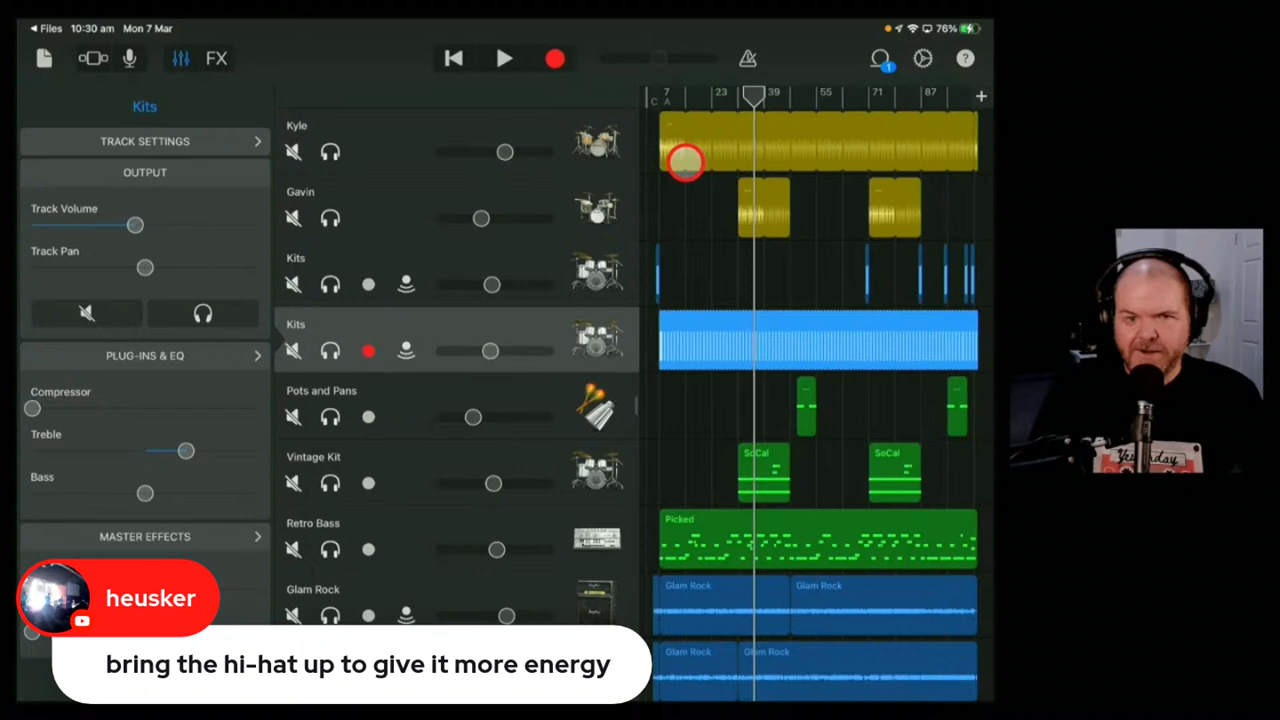 Files 10:30 am Mon 7 Mar
76%
FX
1
?
Kits
TRACK SETTINGS
OUTPUT
Track Volume
Track Pan
PLUG-INS & EQ
Compressor
Treble
Bass
MASTER EFFECTS
Kyle
Gavin
Kits
Kits
Pots and Pans
Vintage Kit
Retro Bass
Glam Rock
C 7 A 23 39 55 71 87 +
SoCal SoCal
Picked
Glam Rock Glam Rock
Glam Rock Glam Rock
Yesterday
heusker
bring the hi-hat up to give it more energy